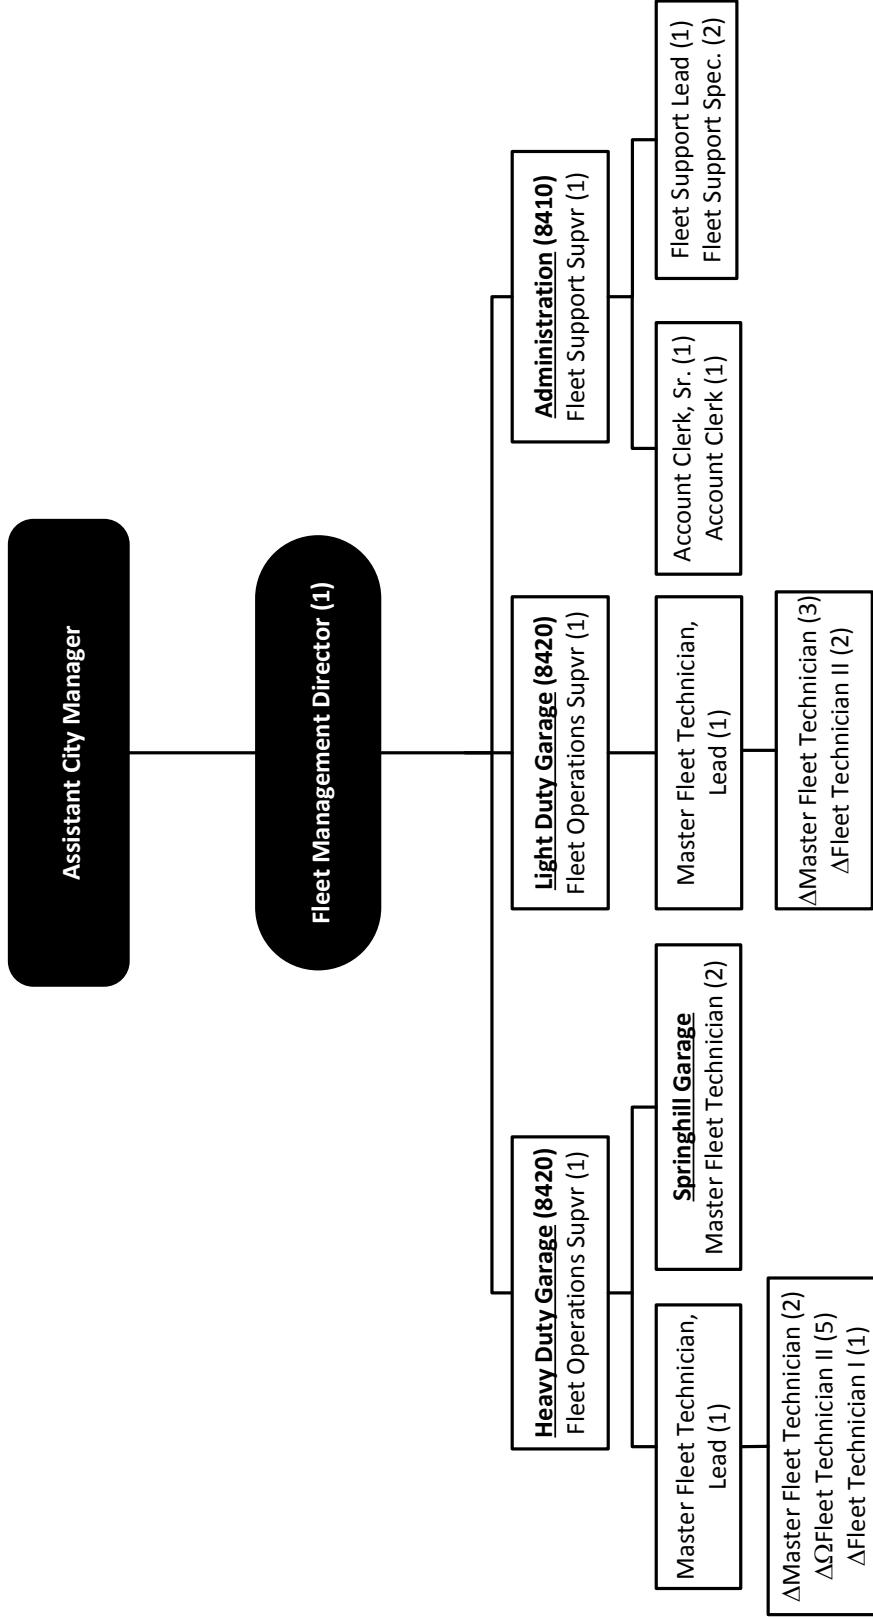 Assistant City Manager
Fleet Management Director (1)
Heavy Duty Garage (8420)
Fleet Operations Supvr (1)
Light Duty Garage (8420)
Fleet Operations Supvr (1)
Administration (8410)
Fleet Support Supvr (1)
Master Fleet Technician,
Lead (1)
Springhill Garage
Master Fleet Technician (2)
Master Fleet Technician,
Lead (1)
Account Clerk, Sr. (1)
Account Clerk (1)
Fleet Support Lead (1)
Fleet Support Spec. (2)
ΔMaster Fleet Technician (2)
ΔΩFleet Technician II (5)
ΔFleet Technician I (1)
ΔMaster Fleet Technician (3)
ΔFleet Technician II (2)